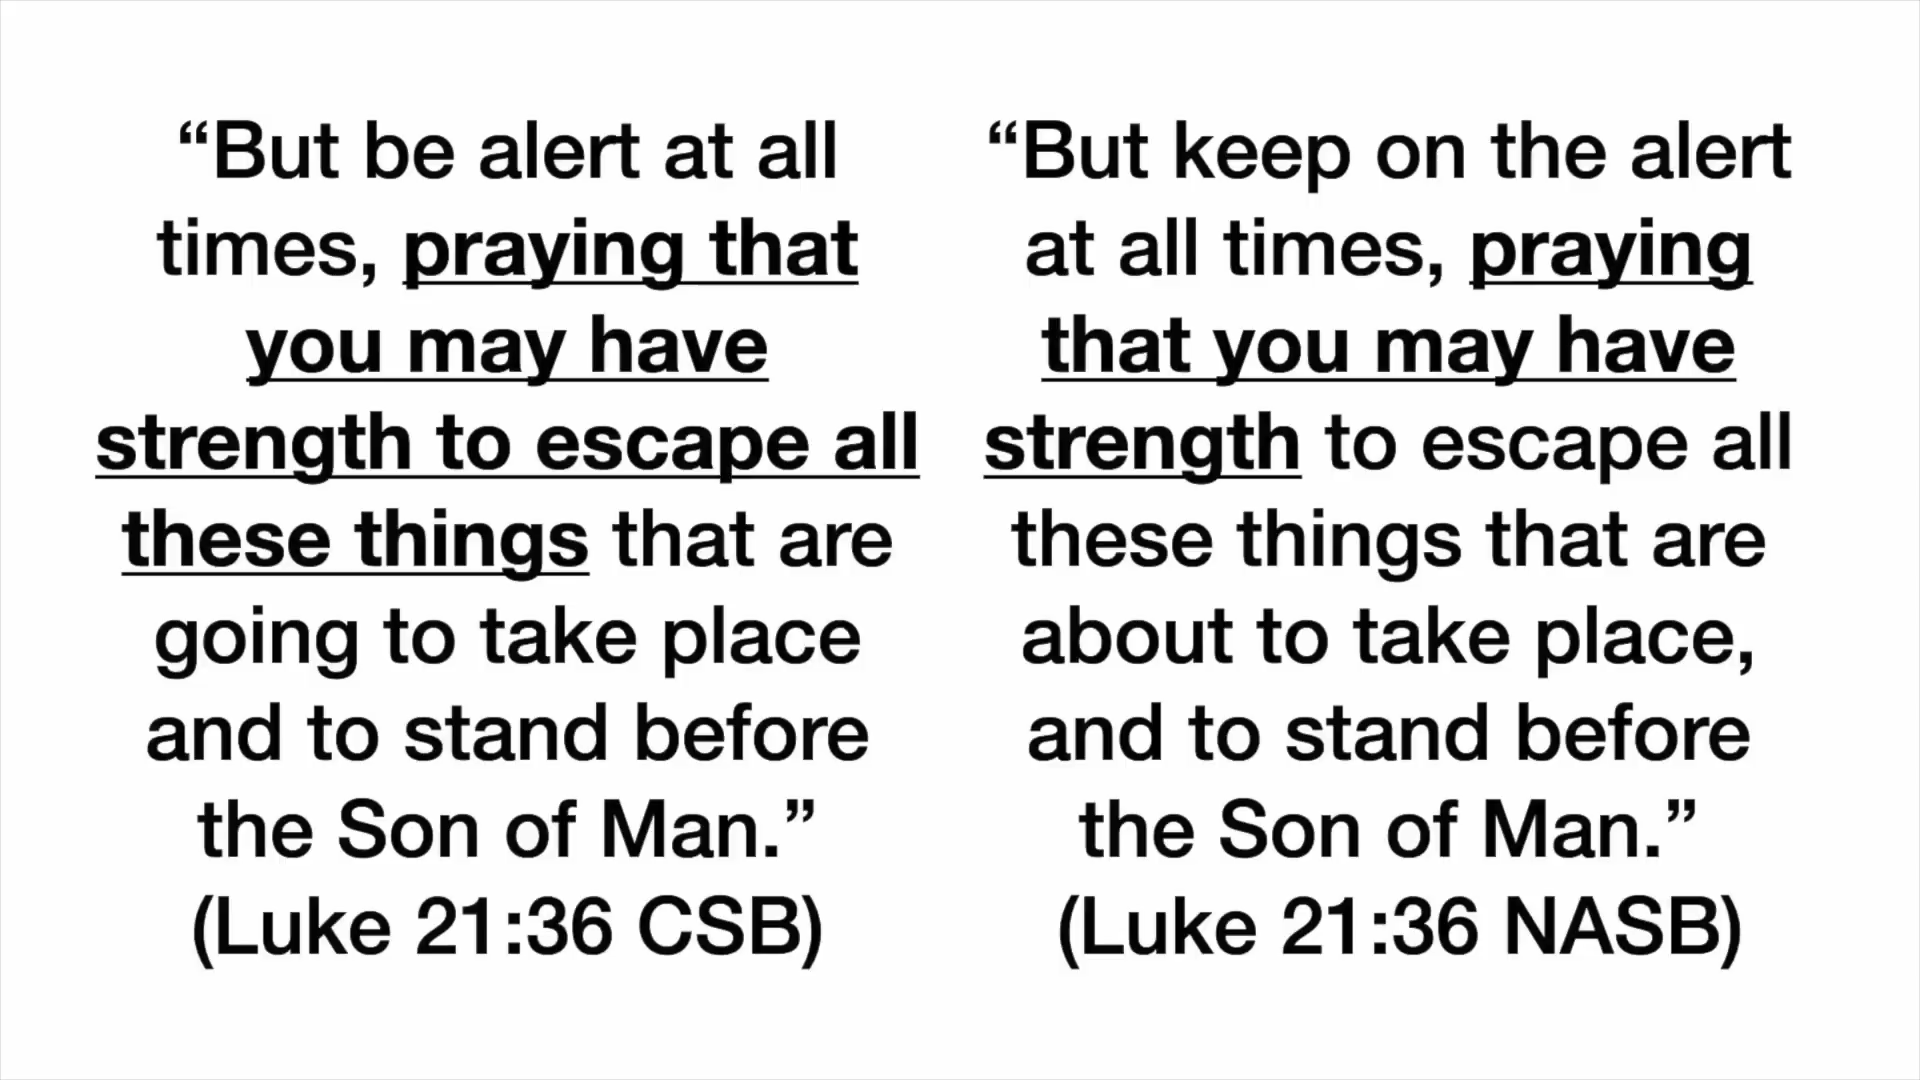 “But be alert at all
times, praying that
you may have
strength to escape all
these things that are
going to take place
and to stand before
the Son of Man.”
(Luke 21:36 CSB)
“But keep on the alert
at all times, praying
that you may have
strength to escape all
these things that are
about to take place,
and to stand before
the Son of Man.”
(Luke 21:36 NASB)